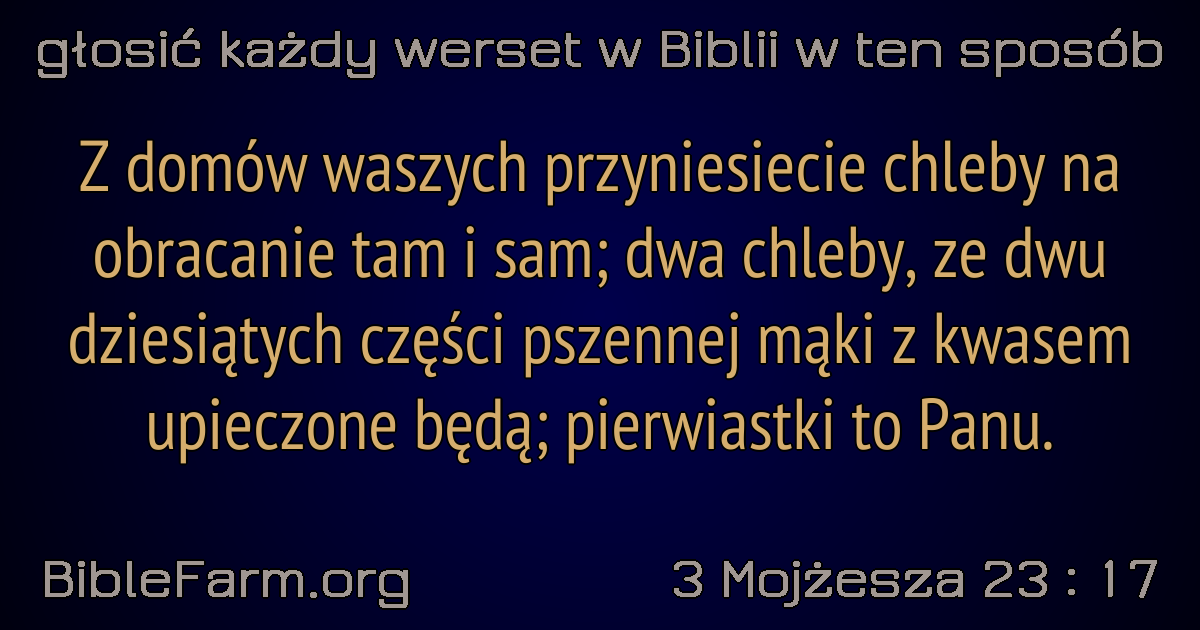 głosić każdy werset w Biblii w ten sposób
Z domów waszych przyniesiecie chleby na
obracanie tam i sam; dwa chleby, ze dwu
dziesiątych części pszennej mąki z kwasem
upieczone będą; pierwiastki to Panu.
BibleFarm.org
3 Mojżesza 23 : 17